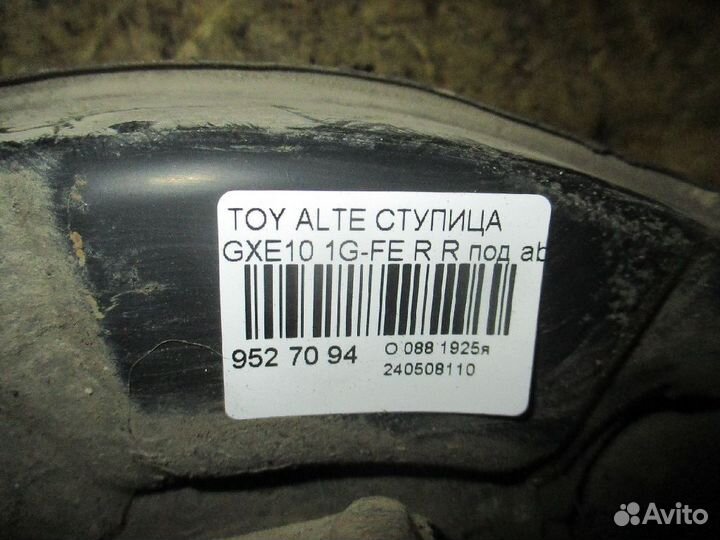 TOY ALTE СТУПИЦА
GXE10 1G-FE R R под ab
952 70 94
О 088 1925я
240508110
Avito